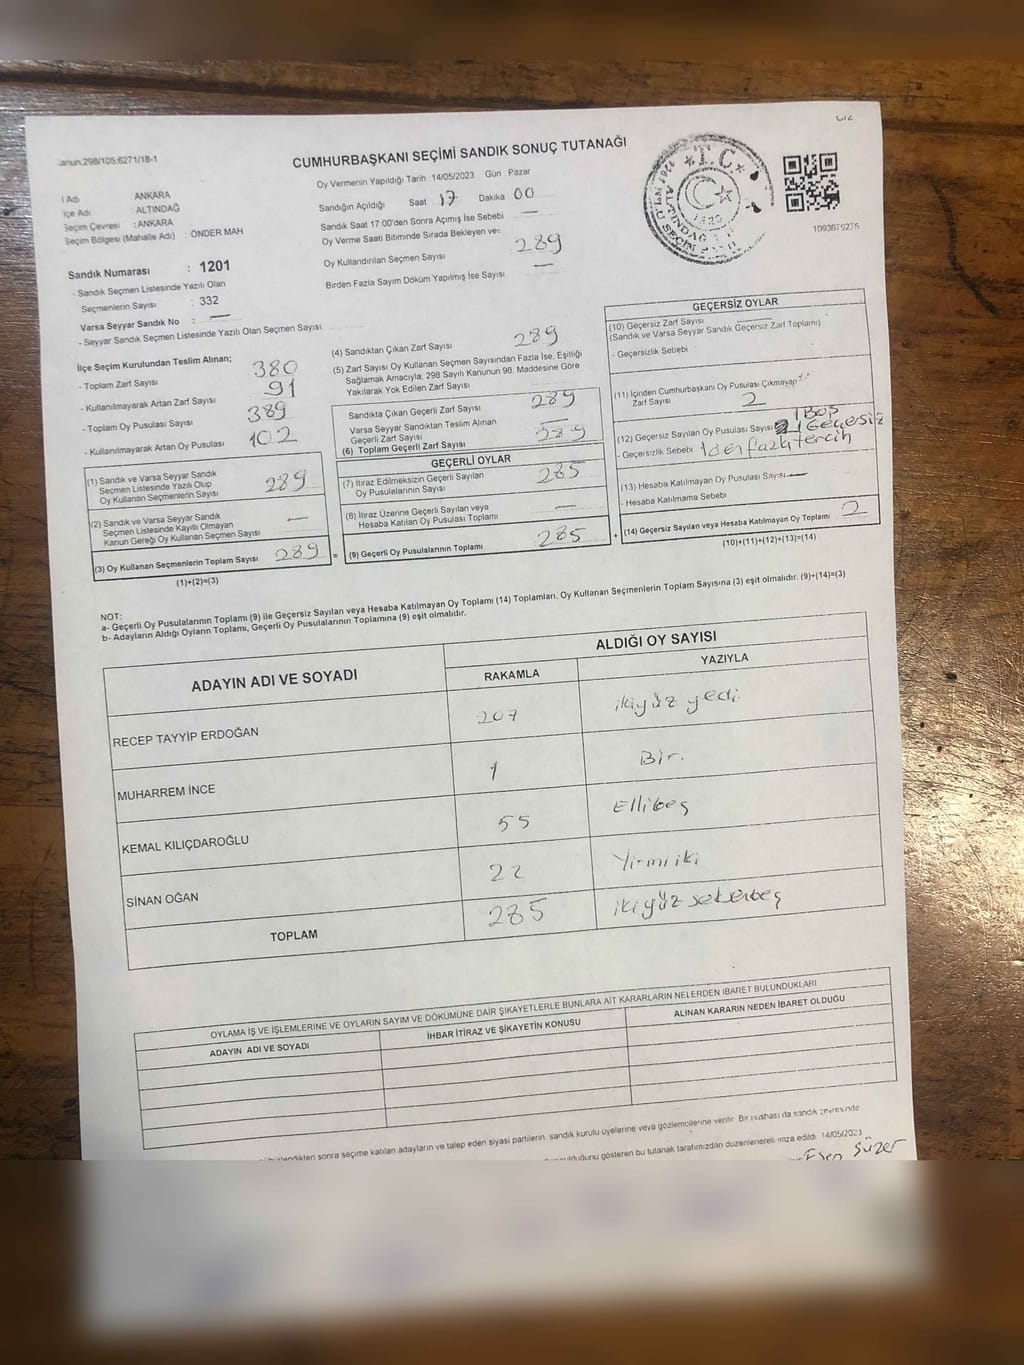 CUMHURBAŞKANI SEÇİMİ SANDIK SONUÇ TUTANAĞI
anun.298/105;6271/18-1
Adı ANKARA
içe Adı : ALTINDAĞ
Seçim Çevresi : ANKARA
Seçim Bölgesi (Mahalle Adı) : ÖNDER MAH
Sandık Numarası : 1201
- Sandık Seçmen Listesinde Yazılı Olan
Seçmenlerin Sayısı : 332
Varsa Seyyar Sandık No : —
- Seyyar Sandık Seçmen Listesinde Yazılı Olan Seçmen Sayısı
Oy Vermenin Yapıldığı Tarih 14/05/2023 Gün Pazar
Sandığın Açıldığı Saat 17 Dakika 00
Sandık Saat 17:00'den Sonra Açımış İse Sebebi —
Oy Verme Saati Bitiminde Sırada Bekleyen ve
Oy Kullandırılan Seçmen Sayısı 289
Birden Fazla Sayım Döküm Yapılmış İse Sayısı —
T.C.
1093679275
İlçe Seçim Kurulundan Teslim Alınan;
- Toplam Zarf Sayısı 380
- Kullanılmayarak Artan Zarf Sayısı 91
- Toplam Oy Pusulası Sayısı 389
- Kullanılmayarak Artan Oy Pusulası 102
(1) Sandık ve Varsa Seyyar Sandık
Seçmen Listesinde Yazılı Olup
Oy Kullanan Seçmenlerin Sayısı 289
(2) Sandık ve Varsa Seyyar Sandık
Seçmen Listesinde Kayıtlı Olmayan
Kanun Gereği Oy Kullanan Seçmen Sayısı —
(3) Oy Kullanan Seçmenlerin Toplam Sayısı 289
(1)+(2)=(3)
(4) Sandıktan Çıkan Zarf Sayısı 289
(5) Zarf Sayısı Oy Kullanan Seçmen Sayısından Fazla İse, Eşitliği
Sağlamak Amacıyla, 298 Sayılı Kanunun 98. Maddesine Göre
Yakılarak Yok Edilen Zarf Sayısı
Sandıkta Çıkan Geçerli Zarf Sayısı 289
Varsa Seyyar Sandıktan Teslim Alınan
Geçerli Zarf Sayısı —
(6) Toplam Geçerli Zarf Sayısı 289
GEÇERLİ OYLAR
(7) İtiraz Edilmeksizin Geçerli Sayılan
Oy Pusulalarının Sayısı 285
(8) İtiraz Üzerine Geçerli Sayılan veya
Hesaba Katılan Oy Pusulası Toplamı —
= (9) Geçerli Oy Pusulalarının Toplamı 285
GEÇERSİZ OYLAR
(10) Geçersiz Zarf Sayısı
(Sandık ve Varsa Seyyar Sandık Geçersiz Zarf Toplamı)
- Geçersizlik Sebebi
(11) İçinden Cumhurbaşkanı Oy Pusulası Çıkmayan
Zarf Sayısı 2
(12) Geçersiz Sayılan Oy Pusulası Sayısı 1 Boş
1 Geçersiz
- Geçersizlik Sebebi 1den fazla tercih
(13) Hesaba Katılmayan Oy Pusulası Sayısı —
- Hesaba Katılmama Sebebi
+ (14) Geçersiz Sayılan veya Hesaba Katılmayan Oy Toplamı 2
(10)+(11)+(12)+(13)=(14)
NOT:
a- Geçerli Oy Pusulalarının Toplamı (9) ile Geçersiz Sayılan veya Hesaba Katılmayan Oy Toplamı (14) Toplamları, Oy Kullanan Seçmenlerin Toplam Sayısına (3) eşit olmalıdır. (9)+(14)=(3)
b- Adayların Aldığı Oyların Toplamı, Geçerli Oy Pusulalarının Toplamına (9) eşit olmalıdır.
ADAYIN ADI VE SOYADI
ALDIĞI OY SAYISI
RAKAMLA YAZIYLA
RECEP TAYYİP ERDOĞAN 207 ikiyüz yedi
MUHARREM İNCE 1 Bir.
KEMAL KILIÇDAROĞLU 55 Ellibeş
SİNAN OĞAN 22 Yirmi iki
TOPLAM 285 ikiyüz seksenbeş
OYLAMA İŞ VE İŞLEMLERİNE VE OYLARIN SAYIM VE DÖKÜMÜNE DAİR ŞİKAYETLERLE BUNLARA AİT KARARLARIN NELERDEN İBARET BULUNDUKLARI
ADAYIN ADI VE SOYADI İHBAR İTİRAZ VE ŞİKAYETİN KONUSU ALINAN KARARIN NEDEN İBARET OLDUĞU
sonra seçime katılan adayların ve talep eden siyasi partilerin sandık kurulu üyelerine veya gözlemcilerine verilir. Bir nüshası da sandık çevresinde
olduğunu gösteren bu tutanak tarafımızdan düzenlenerek imza edildi 14/05/2023
Esen Süzer